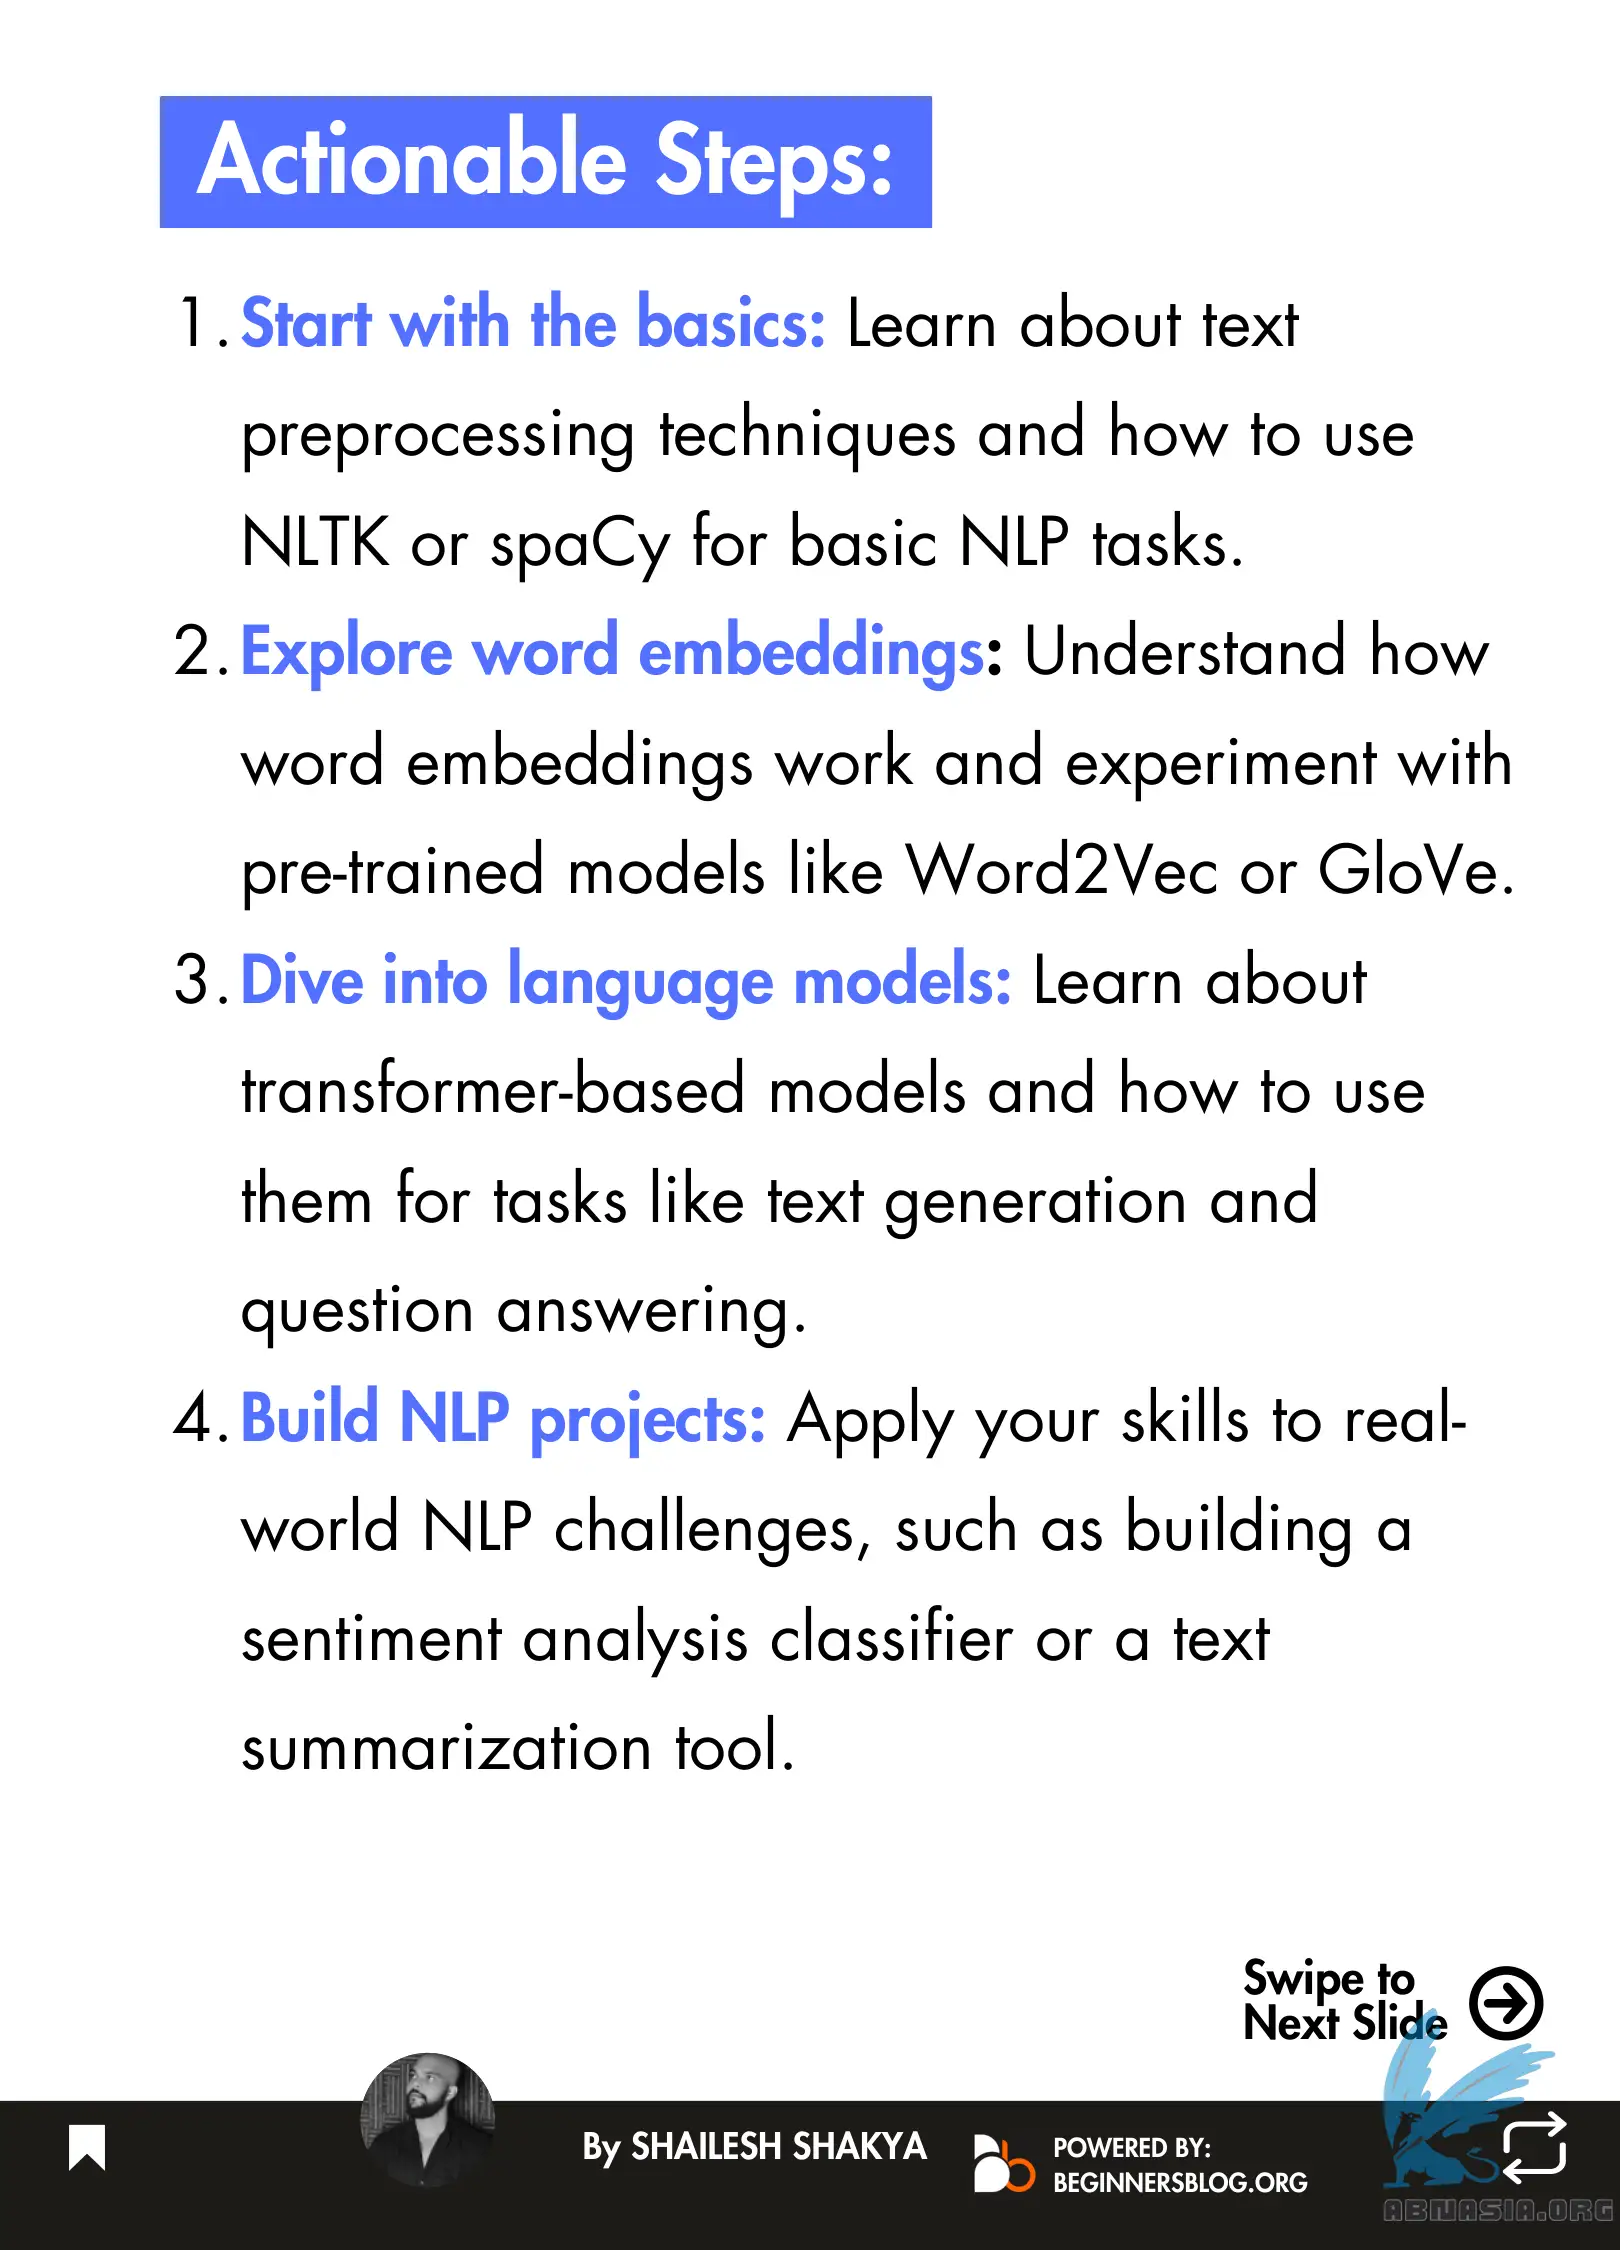 Actionable Steps:
1. Start with the basics: Learn about text
preprocessing techniques and how to use
NLTK or spaCy for basic NLP tasks.
2. Explore word embeddings: Understand how
word embeddings work and experiment with
pre-trained models like Word2Vec or GloVe.
3. Dive into language models: Learn about
transformer-based models and how to use
them for tasks like text generation and
question answering.
4. Build NLP projects: Apply your skills to real-
world NLP challenges, such as building a
sentiment analysis classifier or a text
summarization tool.
Swipe to
Next Slide
By SHAILESH SHAKYA
POWERED BY:
BEGINNERSBLOG.ORG
ABNASIA.ORG